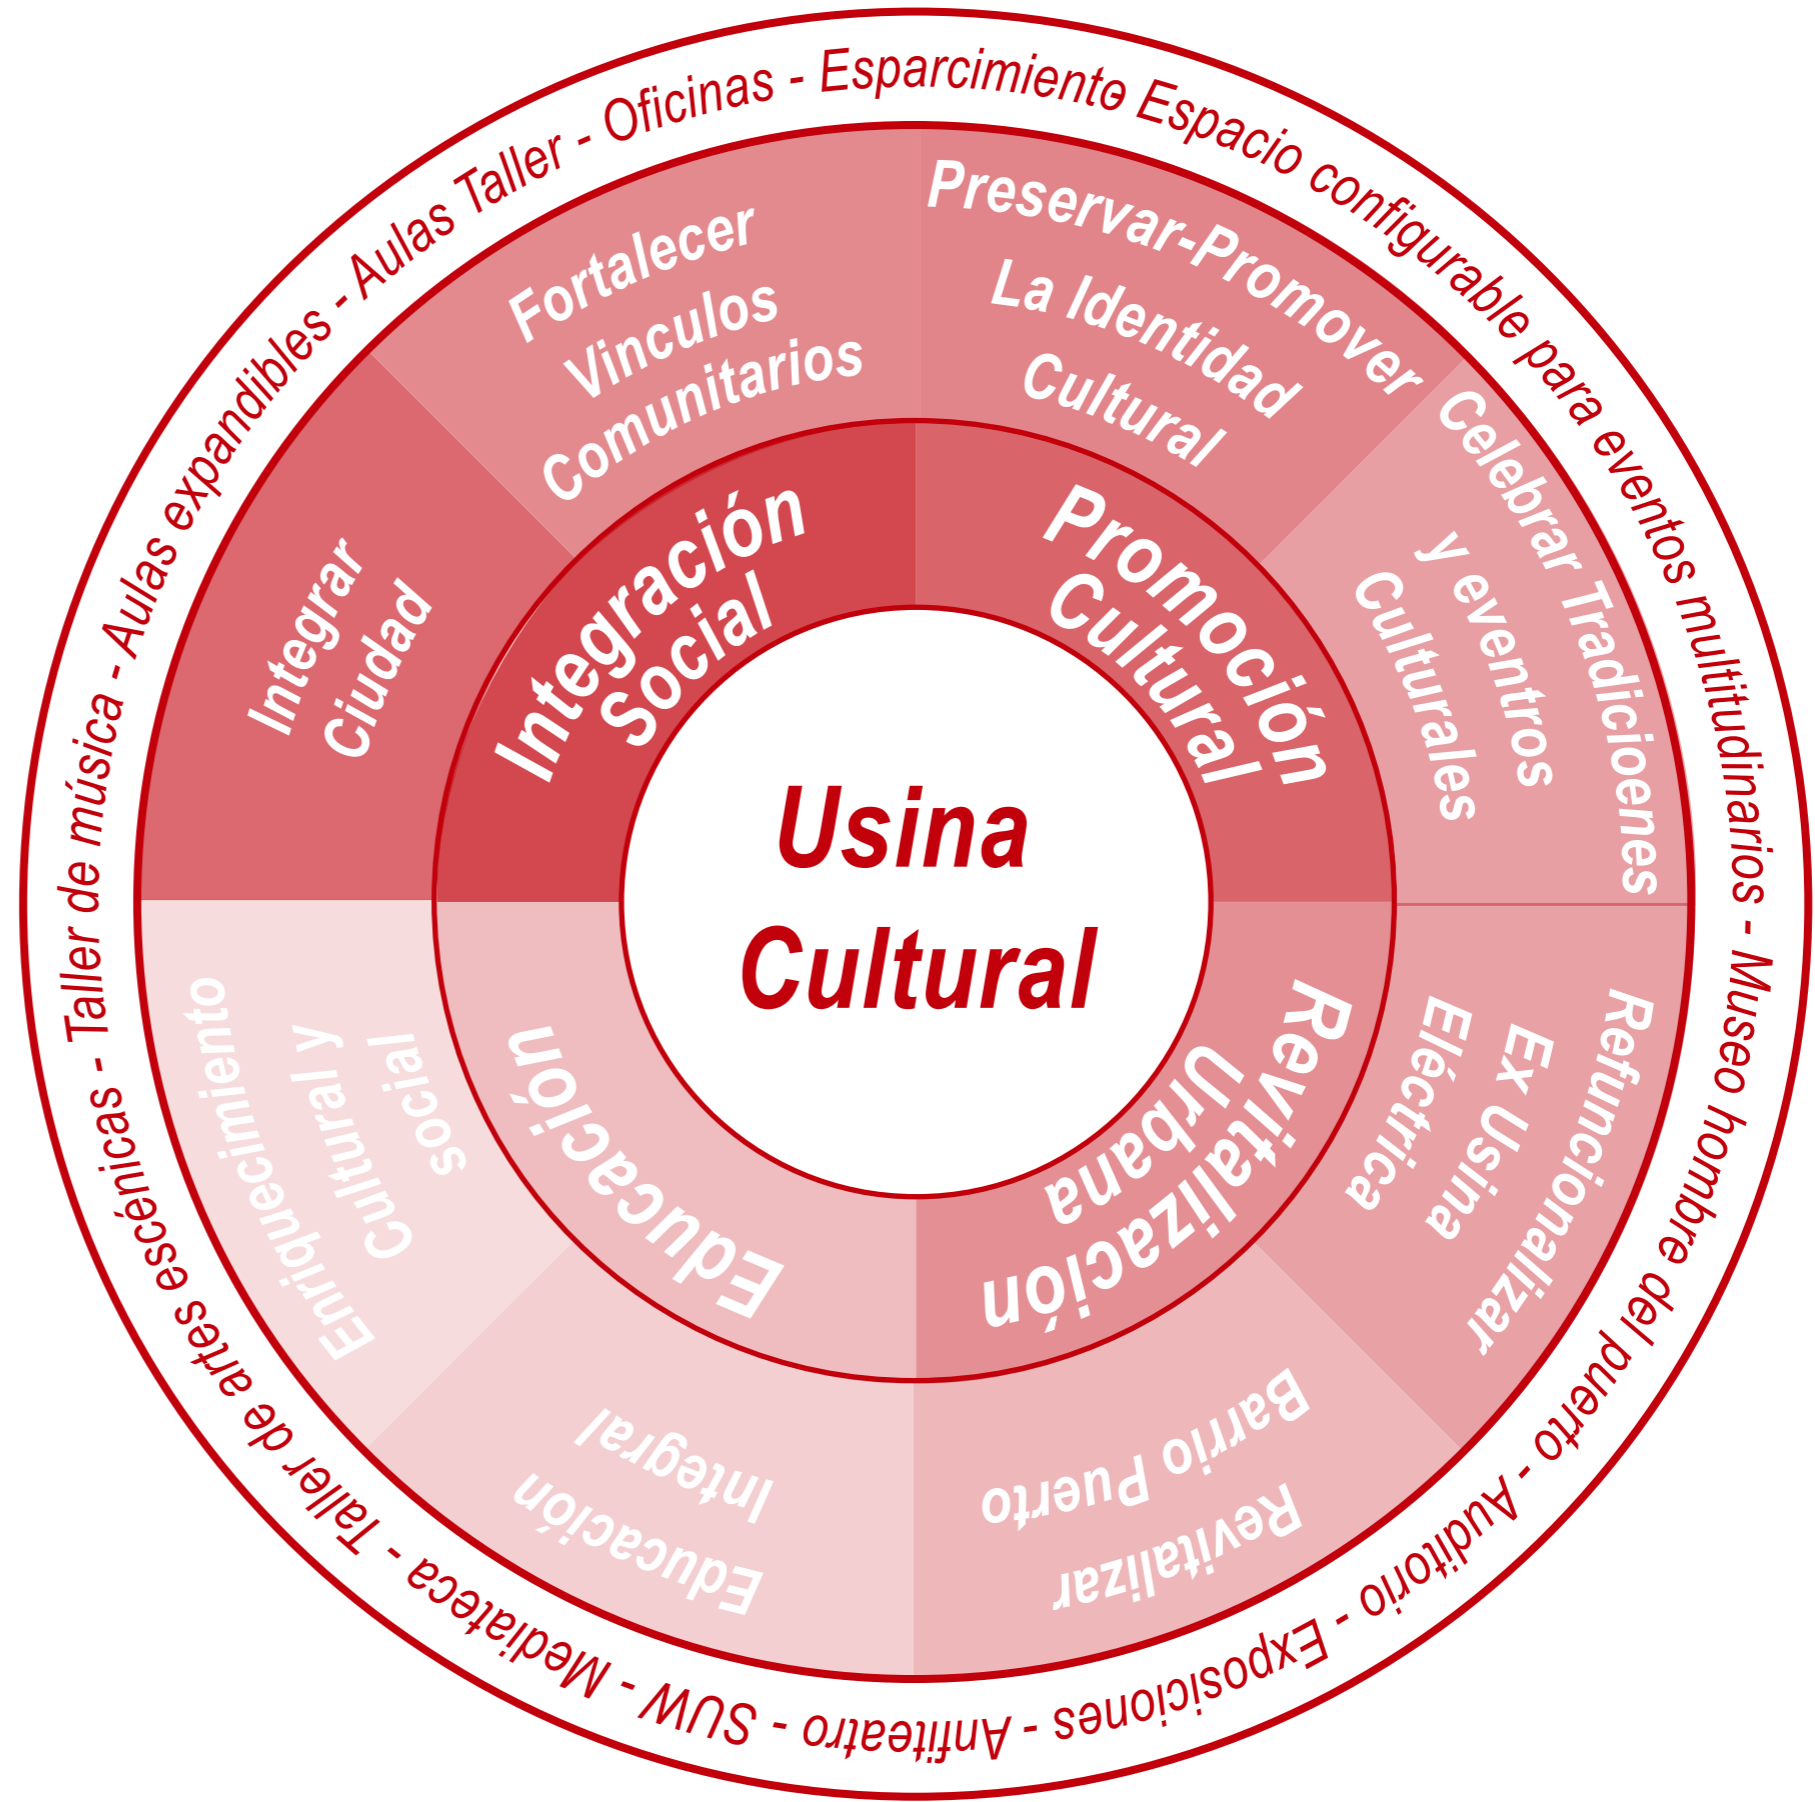 Usina
Cultural
Integración
Social
Promoción
Cultural
Revitalización
Urbana
Educación
Integrar
Ciudad
Fortalecer
Vinculos
Comunitarios
Preservar-Promover
La Identidad
Cultural
Celebrar Tradicioenes
y eventros
Culturales
Refuncionalizar
Ex Usina
Eléctrica
Revitalizar
Barrio Puerto
Educación
Integral
Enriquecimiento
Cultural y
social
Espacio configurable para eventos multitudinarios - Museo hombre del puerto - Auditorio - Exposiciones - Anfiteatro - SUW - Mediateca - Taller de artes escénicas - Taller de música - Aulas expandibles - Aulas Taller - Oficinas - Esparcimiento -